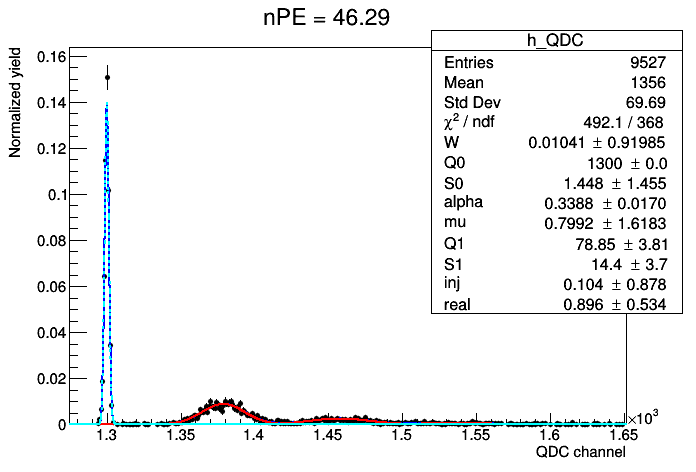 nPE = 46.29
h_QDC
Entries 9527
Mean 1356
Std Dev 69.69
χ² / ndf 492.1 / 368
W 0.01041 ± 0.91985
Q0 1300 ± 0.0
S0 1.448 ± 1.455
alpha 0.3388 ± 0.0170
mu 0.7992 ± 1.6183
Q1 78.85 ± 3.81
S1 14.4 ± 3.7
inj 0.104 ± 0.878
real 0.896 ± 0.534
Normalized yield
0.16
0.14
0.12
0.1
0.08
0.06
0.04
0.02
0
1.3 1.35 1.4 1.45 1.5 1.55 1.6 1.65
×10³
QDC channel